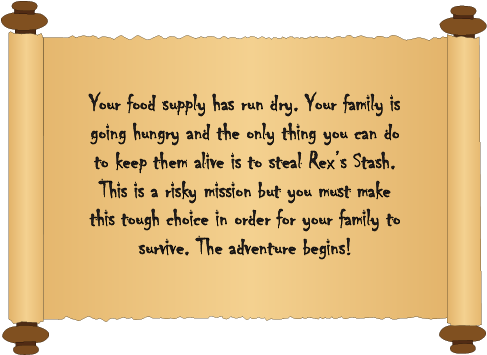 Your food supply has run dry. Your family is
going hungry and the only thing you can do
to keep them alive is to steal Rex's Stash.
This is a risky mission but you must make
this tough choice in order for your family to
survive. The adventure begins!